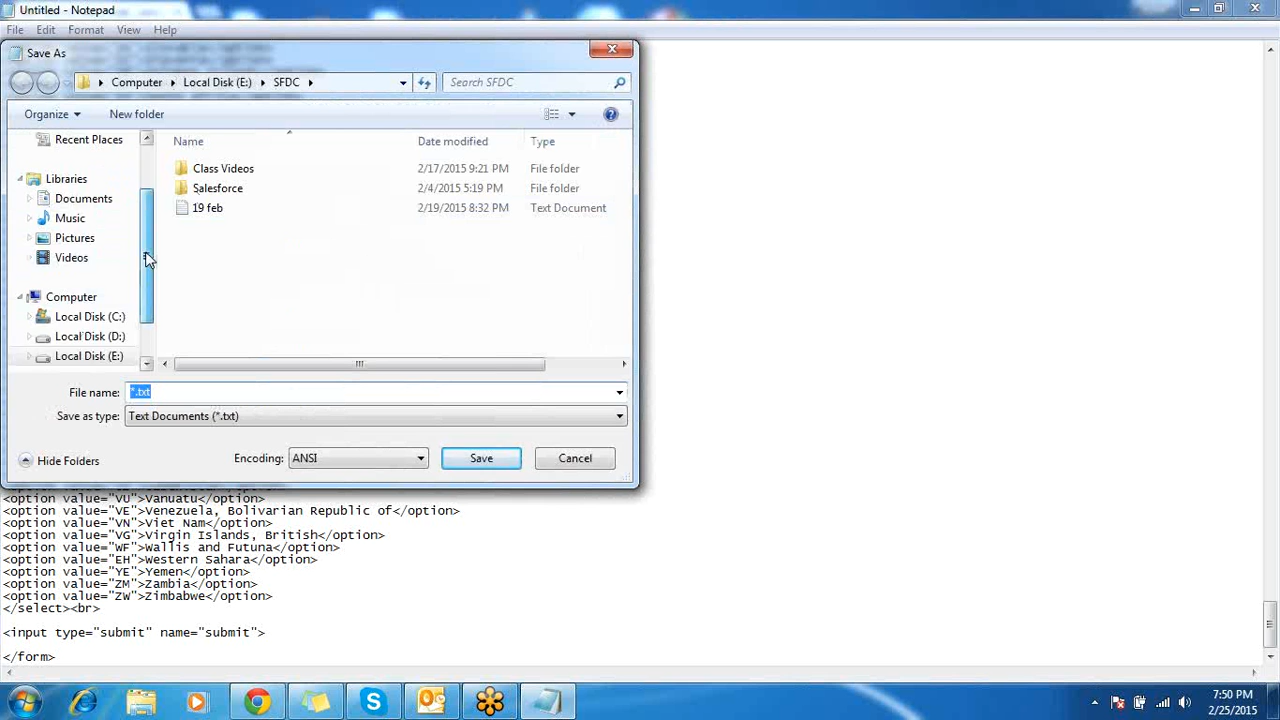 Untitled - Notepad
File Edit Format View Help
Save As
Computer Local Disk (E:) SFDC
Search SFDC
Organize New folder
Name Date modified Type
Recent Places
Libraries
Documents
Music
Pictures
Videos
Computer
Local Disk (C:)
Local Disk (D:)
Local Disk (E:)
Class Videos 2/17/2015 9:21 PM File folder
Salesforce 2/4/2015 5:19 PM File folder
19 feb 2/19/2015 8:32 PM Text Document
File name: *.txt
Save as type: Text Documents (*.txt)
Hide Folders Encoding: ANSI Save Cancel
<option value="VU">Vanuatu</option>
<option value="VE">Venezuela, Bolivarian Republic of</option>
<option value="VN">Viet Nam</option>
<option value="VG">Virgin Islands, British</option>
<option value="WF">Wallis and Futuna</option>
<option value="EH">Western Sahara</option>
<option value="YE">Yemen</option>
<option value="ZM">Zambia</option>
<option value="ZW">Zimbabwe</option>
</select><br>
<input type="submit" name="submit">
</form>
7:50 PM
2/25/2015